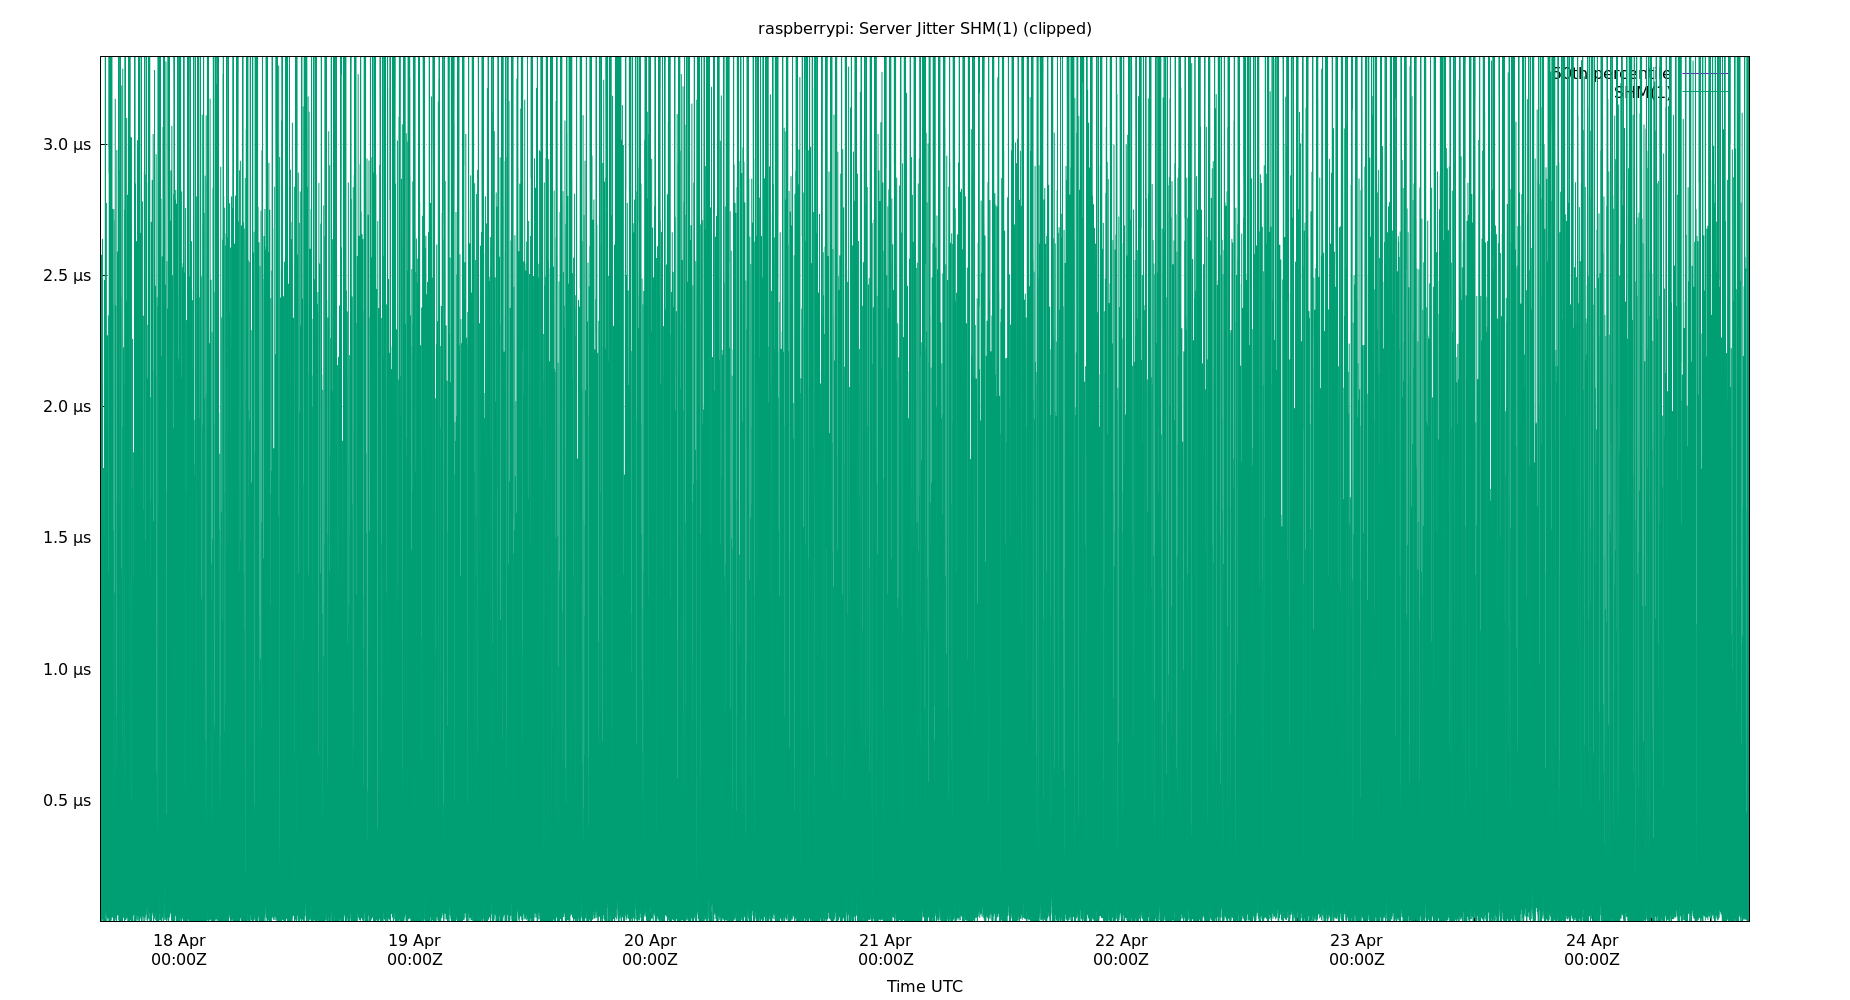 raspberrypi: Server Jitter SHM(1) (clipped)
50th percentile
SHM(1)
3.0 µs
2.5 µs
2.0 µs
1.5 µs
1.0 µs
0.5 µs
18 Apr 19 Apr 20 Apr 21 Apr 22 Apr 23 Apr 24 Apr
00:00Z 00:00Z 00:00Z 00:00Z 00:00Z 00:00Z 00:00Z
Time UTC